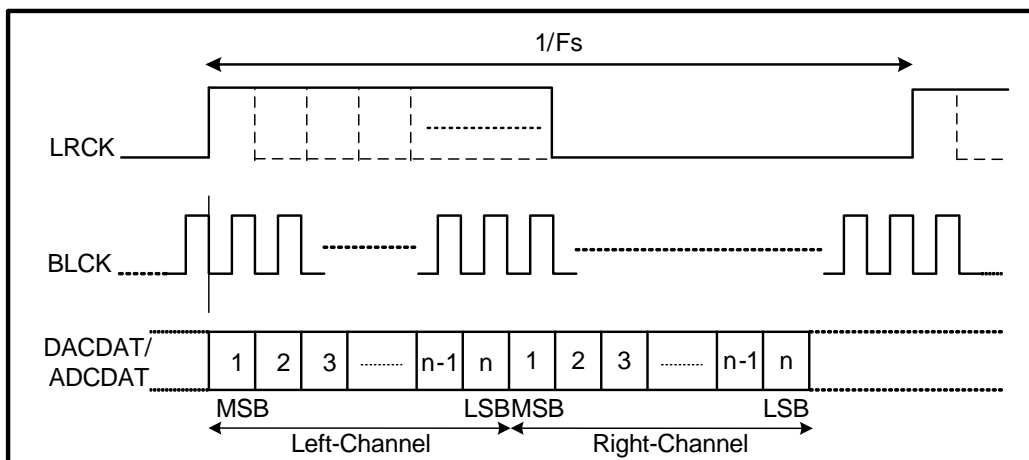 1/Fs
LRCK
BLCK
DACDAT/
ADCDAT
1 2 3 n-1 n 1 2 3 n-1 n
MSB LSB MSB LSB
Left-Channel Right-Channel